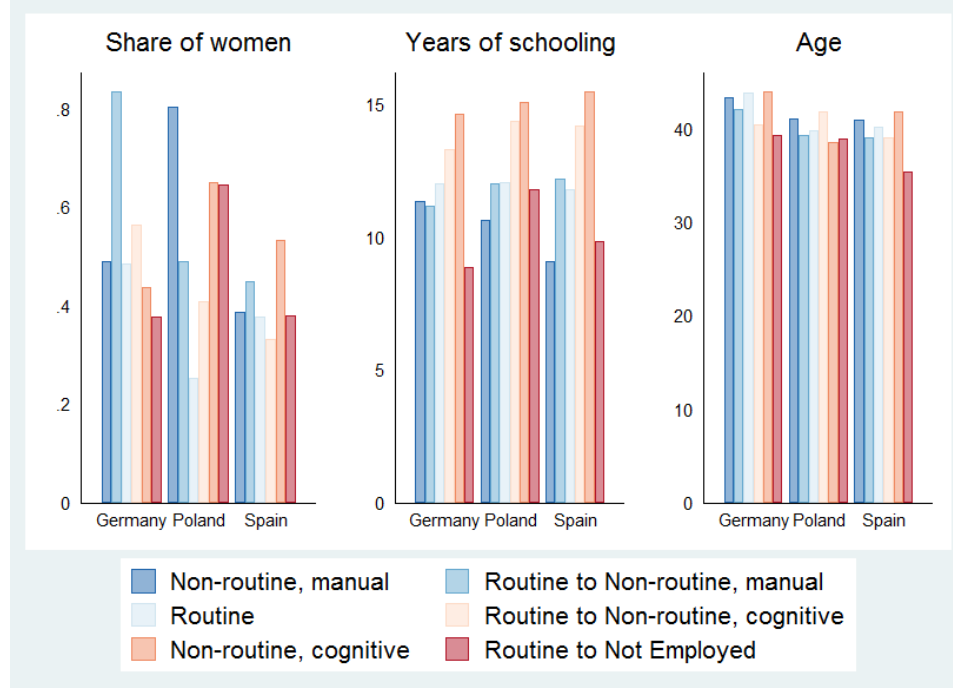 Share of women
Years of schooling
Age
.8
.6
.4
.2
0
Germany Poland Spain
15
10
5
0
Germany Poland Spain
40
30
20
10
0
Germany Poland Spain
Non-routine, manual
Routine to Non-routine, manual
Routine
Routine to Non-routine, cognitive
Non-routine, cognitive
Routine to Not Employed